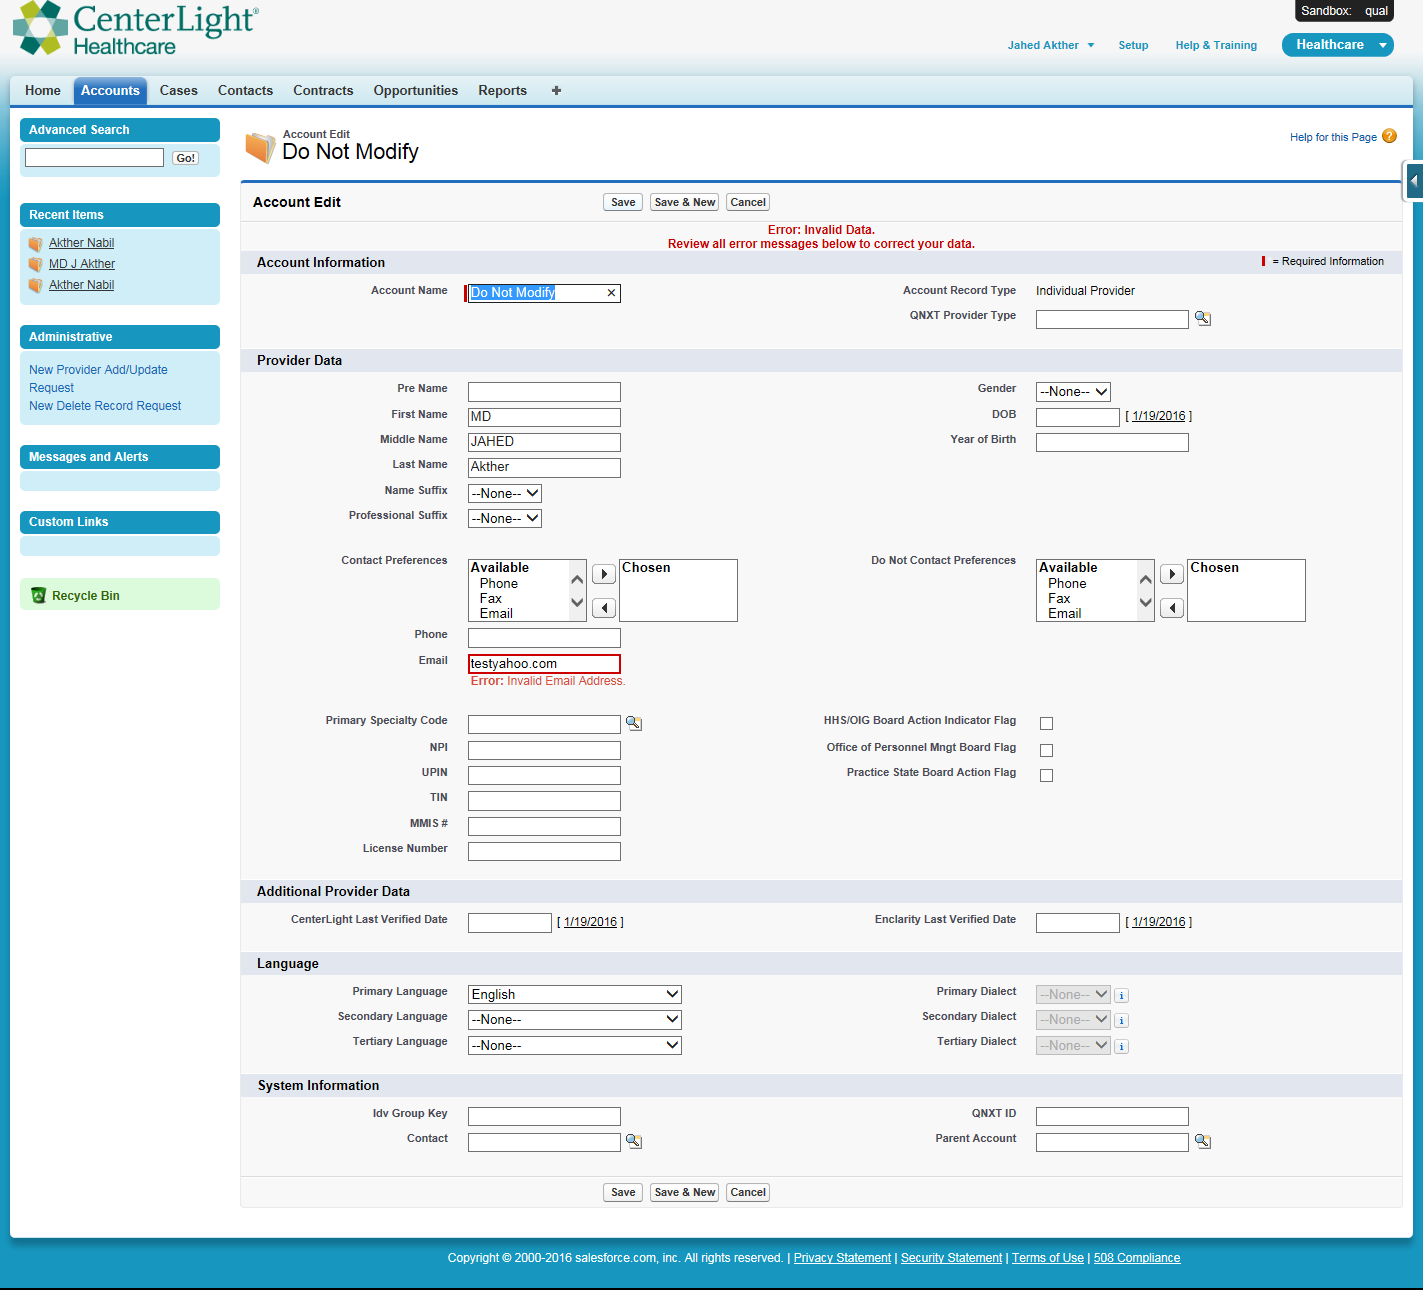 CenterLight®
Healthcare
Sandbox: qual
Jahed Akther Setup Help & Training Healthcare
Home Accounts Cases Contacts Contracts Opportunities Reports +
Advanced Search
Go!
Recent Items
Akther Nabil
MD J Akther
Akther Nabil
Administrative
New Provider Add/Update
Request
New Delete Record Request
Messages and Alerts
Custom Links
Recycle Bin
Account Edit
Do Not Modify
Help for this Page ?
Account Edit Save Save & New Cancel
Error: Invalid Data.
Review all error messages below to correct your data.
Account Information = Required Information
Account Name Do Not Modify × Account Record Type Individual Provider
QNXT Provider Type
Provider Data
Pre Name Gender --None--
First Name MD DOB [ 1/19/2016 ]
Middle Name JAHED Year of Birth
Last Name Akther
Name Suffix --None--
Professional Suffix --None--
Contact Preferences Available Chosen Do Not Contact Preferences Available Chosen
Phone Phone
Fax Fax
Email Email
Phone
Email testyahoo.com
Error: Invalid Email Address.
Primary Specialty Code HHS/OIG Board Action Indicator Flag
NPI Office of Personnel Mngt Board Flag
UPIN Practice State Board Action Flag
TIN
MMIS #
License Number
Additional Provider Data
CenterLight Last Verified Date [ 1/19/2016 ] Enclarity Last Verified Date [ 1/19/2016 ]
Language
Primary Language English Primary Dialect --None-- i
Secondary Language --None-- Secondary Dialect --None-- i
Tertiary Language --None-- Tertiary Dialect --None-- i
System Information
Idv Group Key QNXT ID
Contact Parent Account
Save Save & New Cancel
Copyright © 2000-2016 salesforce.com, inc. All rights reserved. | Privacy Statement | Security Statement | Terms of Use | 508 Compliance